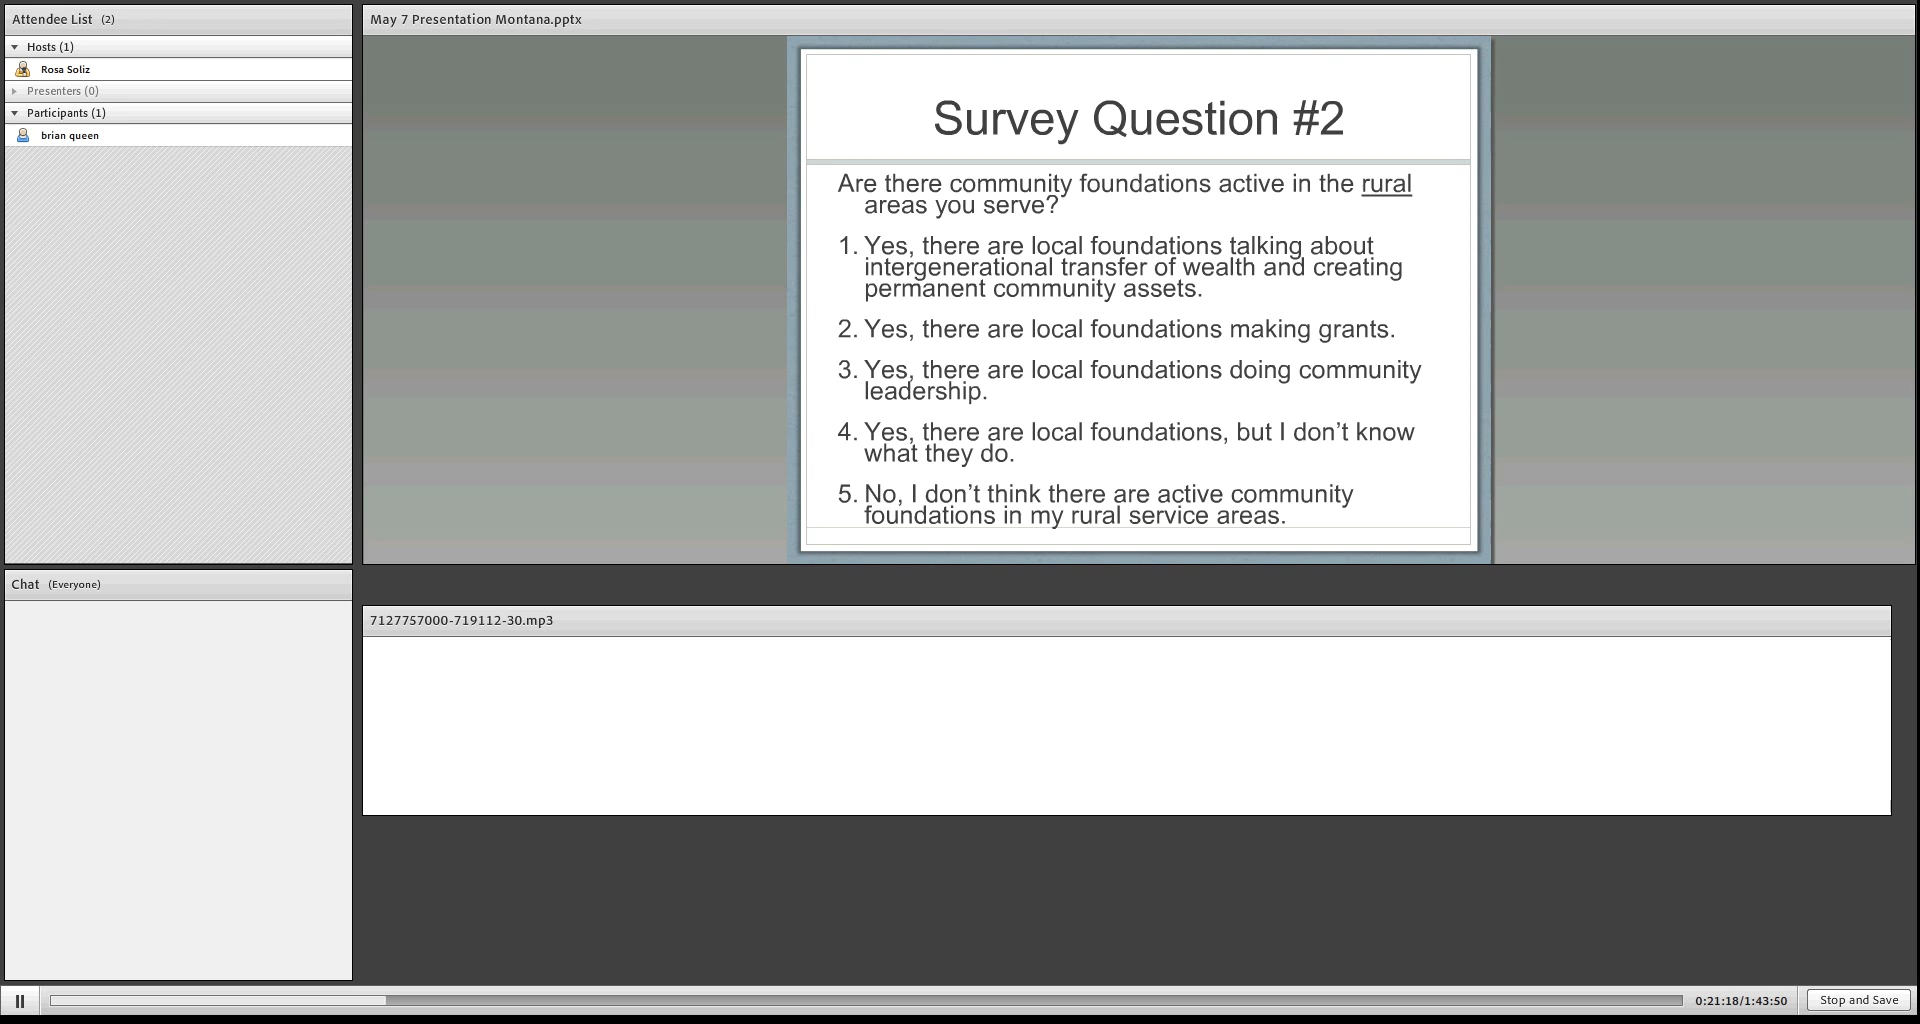 Attendee List (2)
Hosts (1)
Rosa Soliz
Presenters (0)
Participants (1)
brian queen
May 7 Presentation Montana.pptx
Survey Question #2
Are there community foundations active in the rural
areas you serve?
1. Yes, there are local foundations talking about
intergenerational transfer of wealth and creating
permanent community assets.
2. Yes, there are local foundations making grants.
3. Yes, there are local foundations doing community
leadership.
4. Yes, there are local foundations, but I don’t know
what they do.
5. No, I don’t think there are active community
foundations in my rural service areas.
Chat (Everyone)
7127757000-719112-30.mp3
0:21:18/1:43:50
Stop and Save